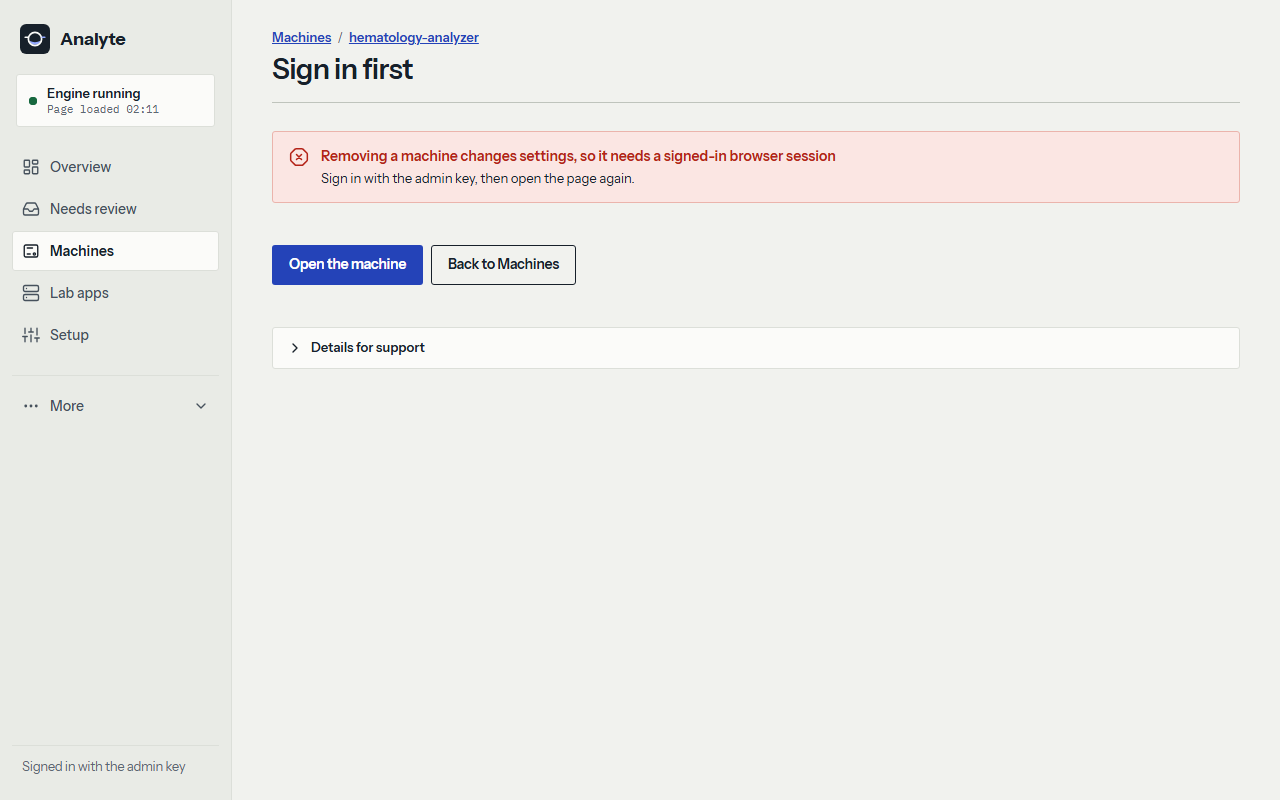 Analyte
Engine running
Page loaded 02:11
Overview
Needs review
Machines
Lab apps
Setup
More
Signed in with the admin key
Machines / hematology-analyzer
Sign in first
Removing a machine changes settings, so it needs a signed-in browser session
Sign in with the admin key, then open the page again.
Open the machine
Back to Machines
Details for support